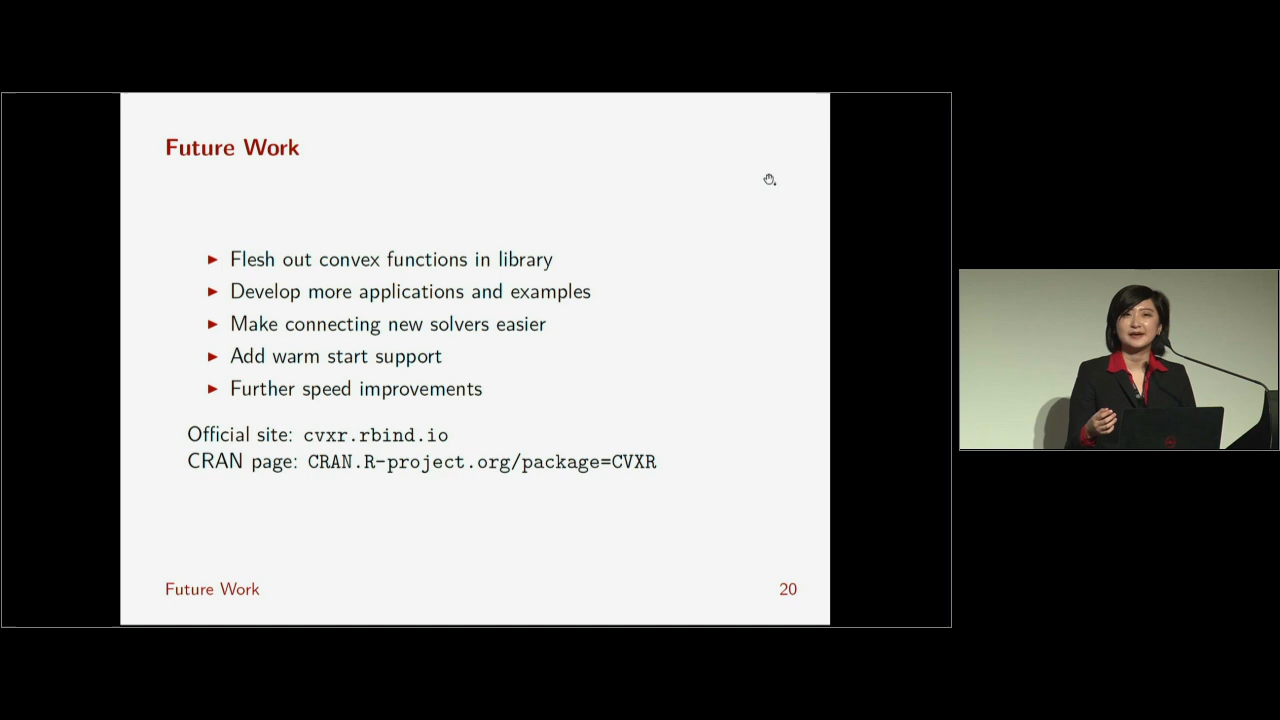 Future Work
Flesh out convex functions in library
Develop more applications and examples
Make connecting new solvers easier
Add warm start support
Further speed improvements
Official site: cvxr.rbind.io
CRAN page: CRAN.R-project.org/package=CVXR
Future Work
20